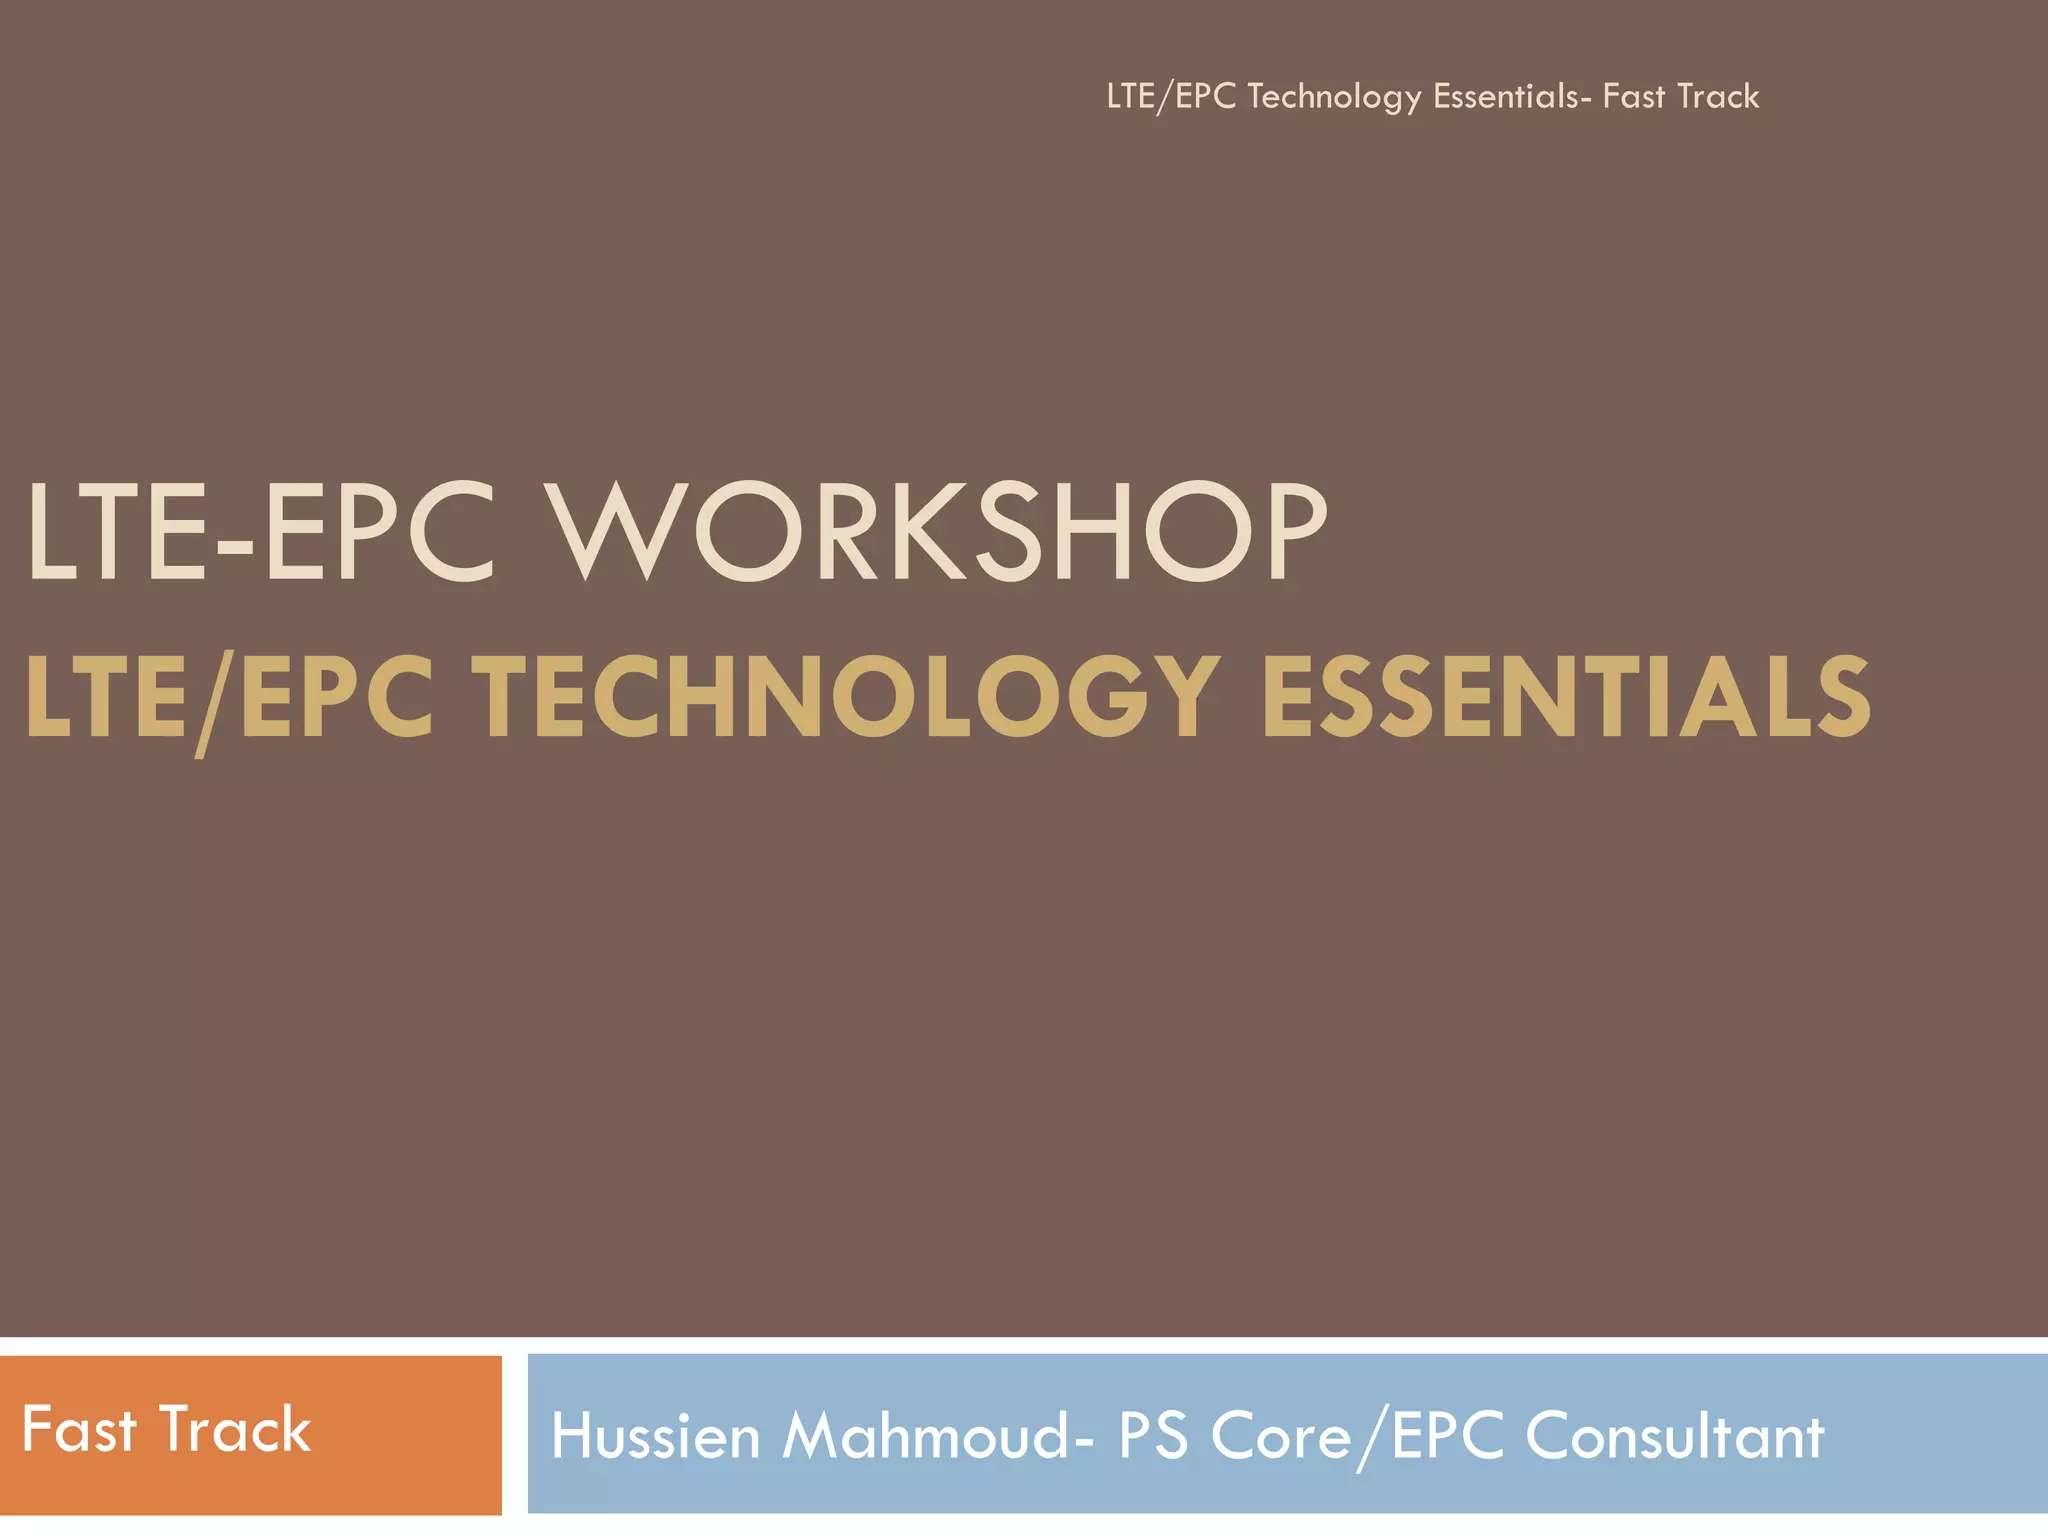 LTE/EPC Technology Essentials- Fast Track
LTE-EPC WORKSHOP
LTE/EPC TECHNOLOGY ESSENTIALS
Fast Track
Hussien Mahmoud- PS Core/EPC Consultant